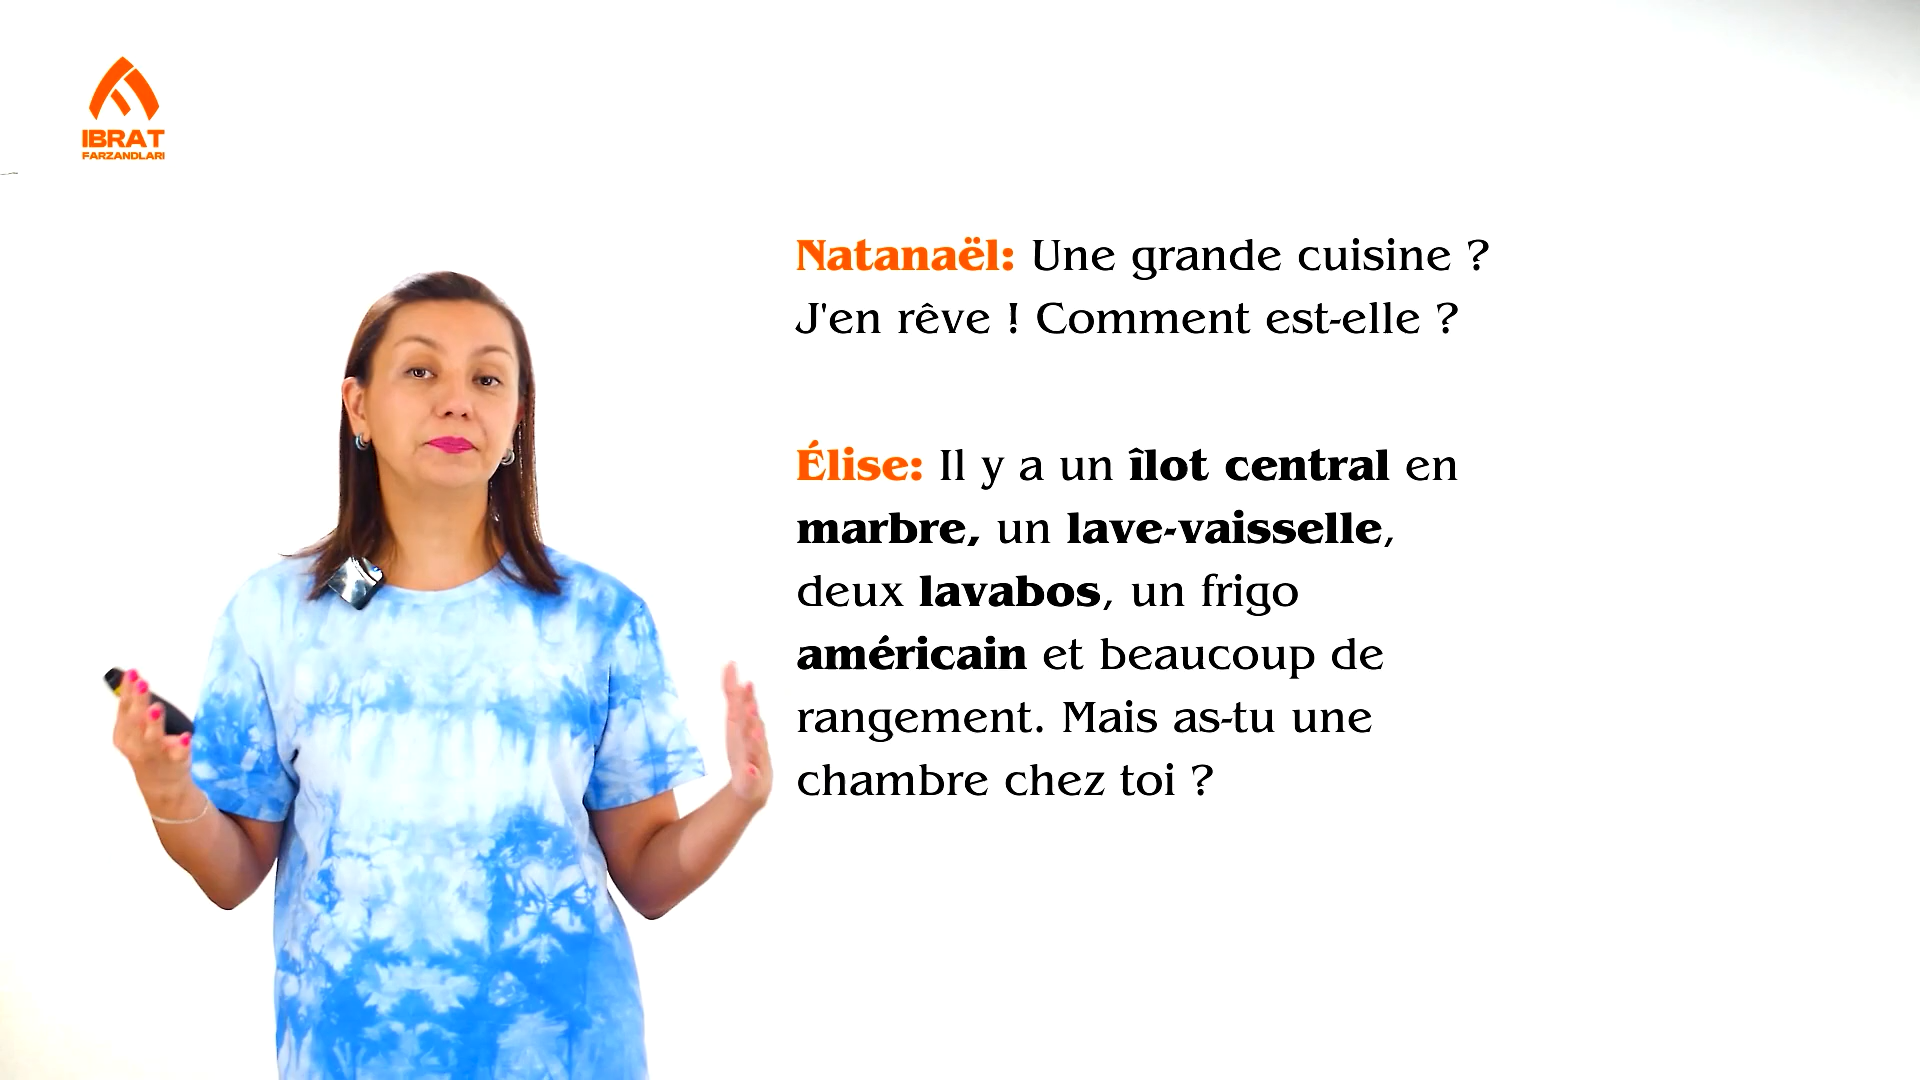 IBRAT
FARZANDLARI
Natanaël: Une grande cuisine ?
J'en rêve ! Comment est-elle ?
Élise: Il y a un îlot central en
marbre, un lave-vaisselle,
deux lavabos, un frigo
américain et beaucoup de
rangement. Mais as-tu une
chambre chez toi ?